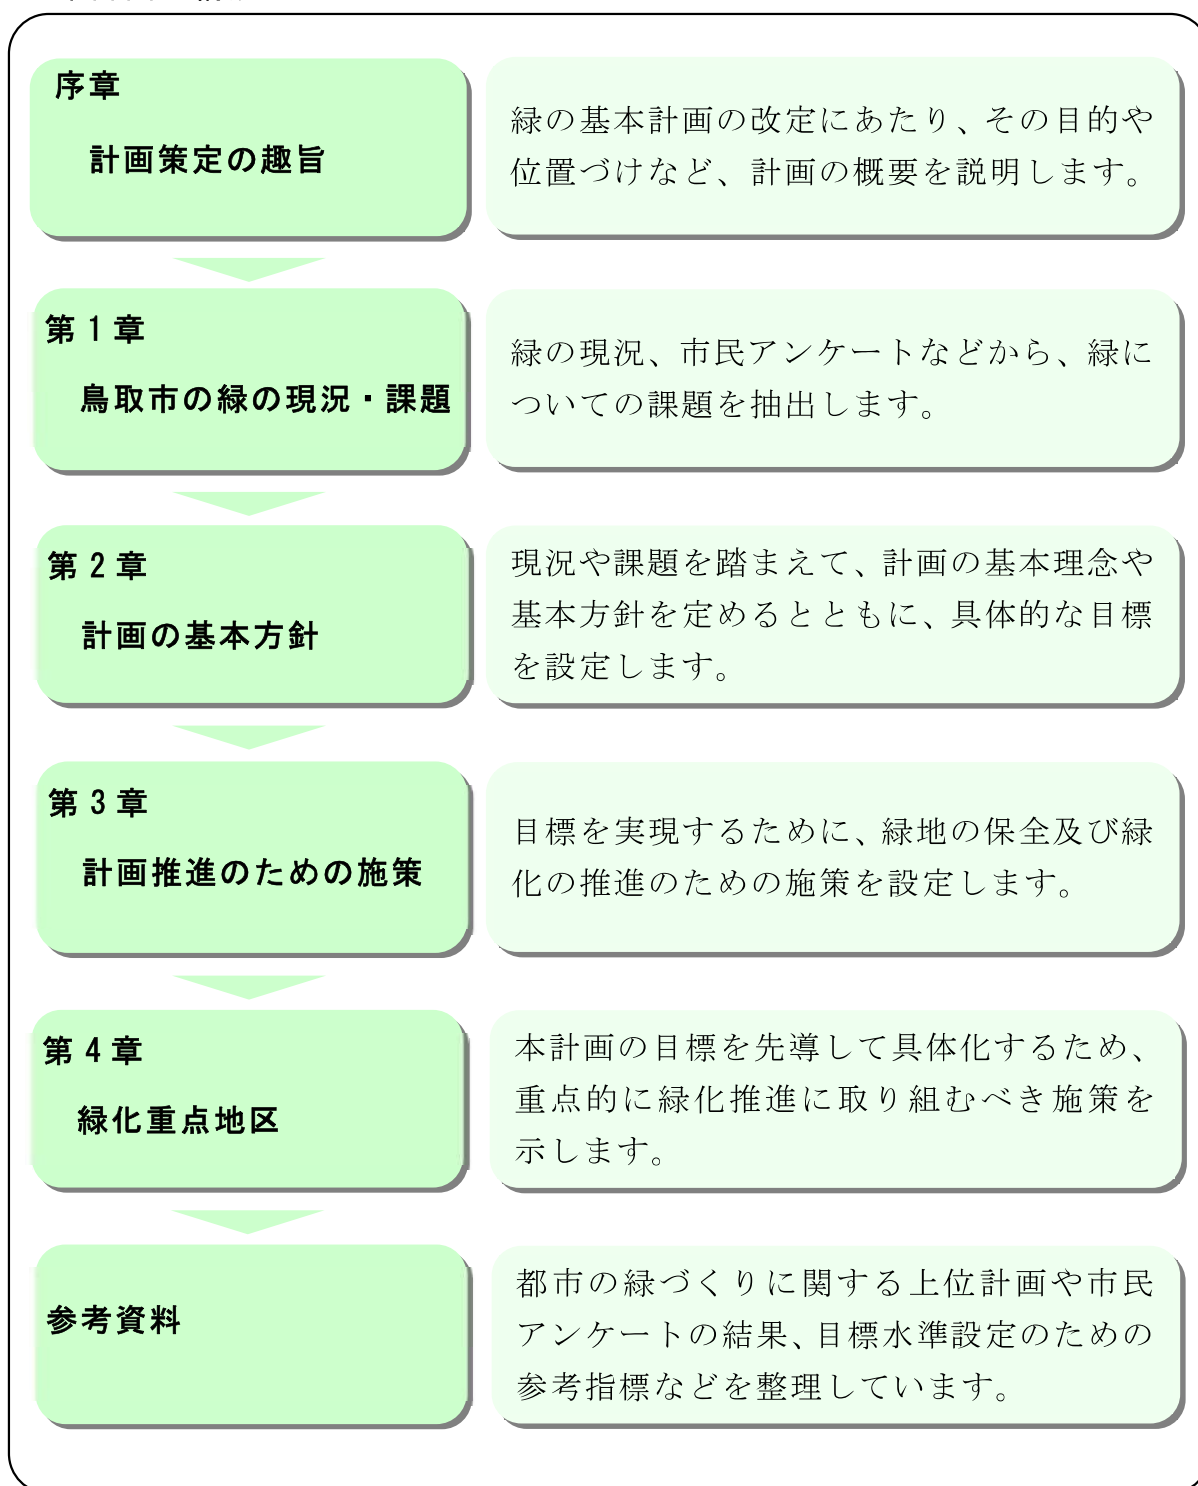 序章
計画策定の趣旨
緑の基本計画の改定にあたり、その目的や
位置づけなど、計画の概要を説明します。
第1章
鳥取市の緑の現況・課題
緑の現況、市民アンケートなどから、緑に
ついての課題を抽出します。
第2章
計画の基本方針
現況や課題を踏まえて、計画の基本理念や
基本方針を定めるとともに、具体的な目標
を設定します。
第3章
計画推進のための施策
目標を実現するために、緑地の保全及び緑
化の推進のための施策を設定します。
第4章
緑化重点地区
本計画の目標を先導して具体化するため、
重点的に緑化推進に取り組むべき施策を
示します。
参考資料
都市の緑づくりに関する上位計画や市民
アンケートの結果、目標水準設定のための
参考指標などを整理しています。